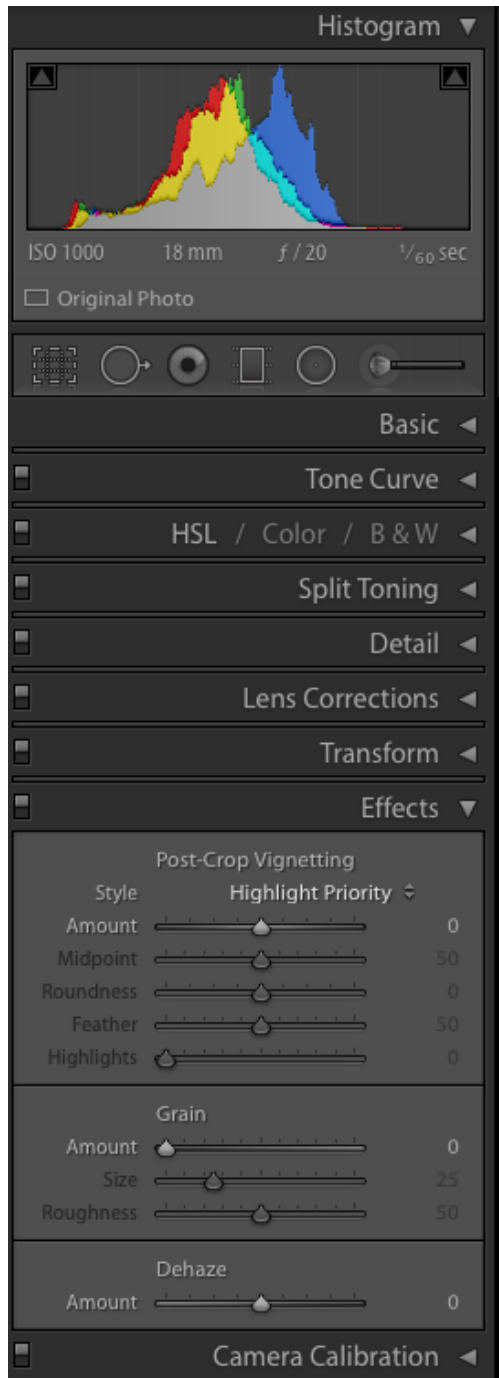 Histogram
ISO 1000 18 mm ƒ / 20 1/60 sec
Original Photo
Basic
Tone Curve
HSL / Color / B & W
Split Toning
Detail
Lens Corrections
Transform
Effects
Post-Crop Vignetting
Style Highlight Priority
Amount 0
Midpoint 50
Roundness 0
Feather 50
Highlights 0
Grain
Amount 0
Size 25
Roughness 50
Dehaze
Amount 0
Camera Calibration